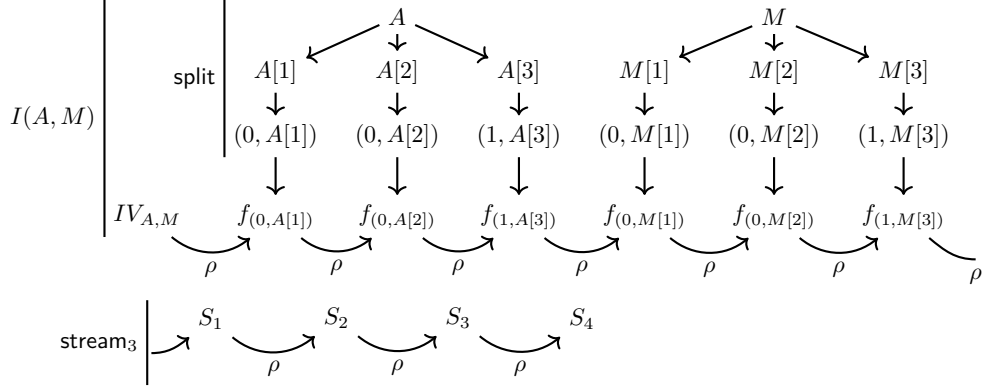 A M
split A[1] A[2] A[3] M[1] M[2] M[3]
I(A, M) (0, A[1]) (0, A[2]) (1, A[3]) (0, M[1]) (0, M[2]) (1, M[3])
IV_{A,M} f_{(0,A[1])} f_{(0,A[2])} f_{(1,A[3])} f_{(0,M[1])} f_{(0,M[2])} f_{(1,M[3])}
ρ ρ ρ ρ ρ ρ ρ
stream_3 S_1 S_2 S_3 S_4
ρ ρ ρ